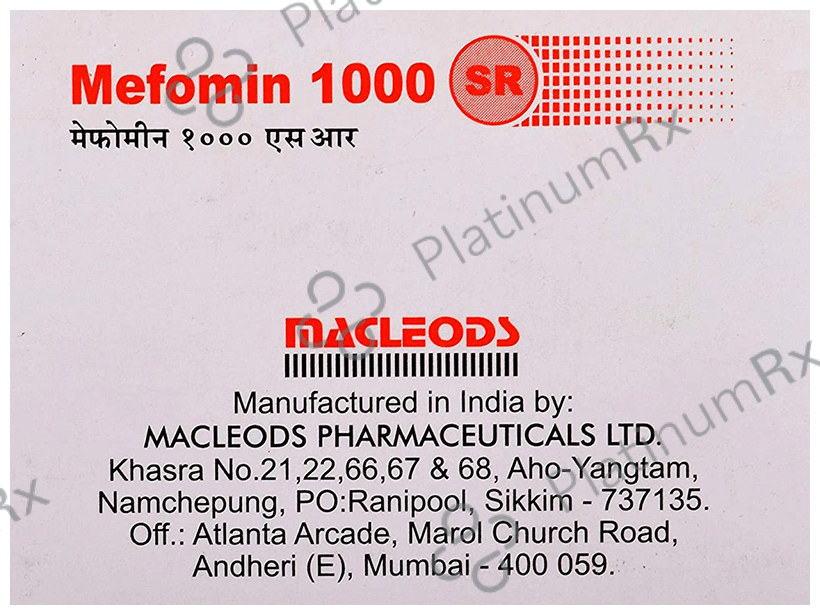 Mefomin 1000 SR
मेफोमीन १००० एस आर
MACLEODS
Manufactured in India by:
MACLEODS PHARMACEUTICALS LTD.
Khasra No.21,22,66,67 & 68, Aho-Yangtam,
Namchepung, PO:Ranipool, Sikkim - 737135.
Off.: Atlanta Arcade, Marol Church Road,
Andheri (E), Mumbai - 400 059.
PlatinumRx
PlatinumRx